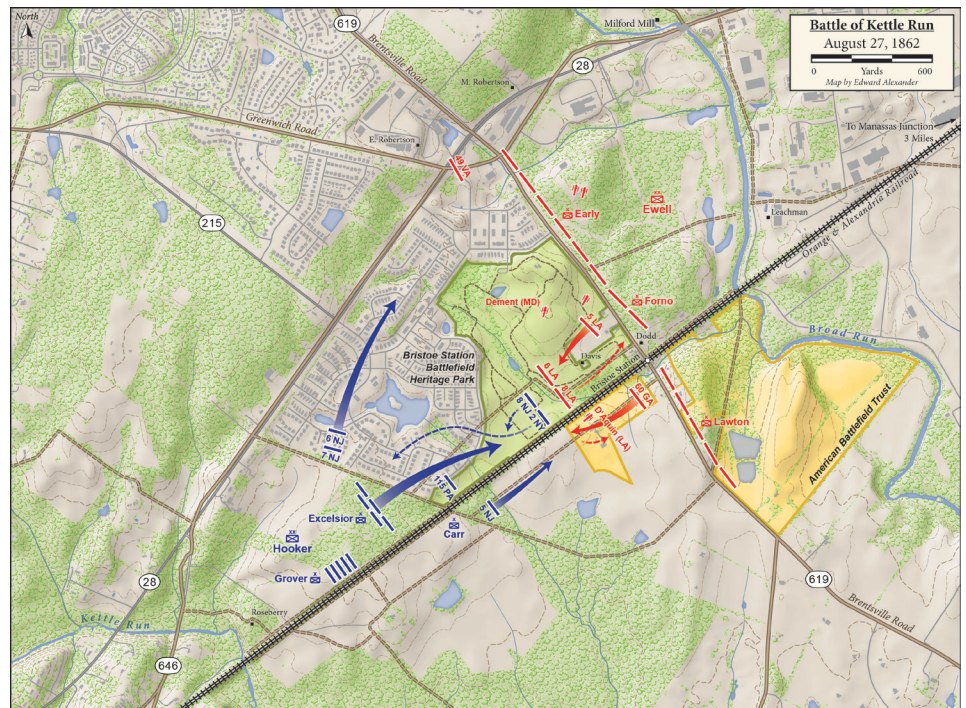 North
Battle of Kettle Run
August 27, 1862
0 Yards 600
Map by Edward Alexander
619
Brentsville Road
Milford Mill
28
M. Robertson
Greenwich Road
E. Robertson
49 VA
To Manassas Junction
3 Miles
X
Early
XX
Ewell
Leachman
Orange & Alexandria Railroad
215
Dement (MD)
5 LA
X
Forno
Dodd
Davis
Bristoe Station
Broad Run
Bristoe Station
Battlefield
Heritage Park
6 LA
8 LA
60 GA
D'Aquin (LA)
8 NJ 2 NY
X
Lawton
American Battlefield Trust
6 NJ
7 NJ
115 PA
5 NJ
X
Excelsior
X
Carr
XX
Hooker
X
Grover
28
619
Brentsville Road
Roseberry
Kettle Run
646